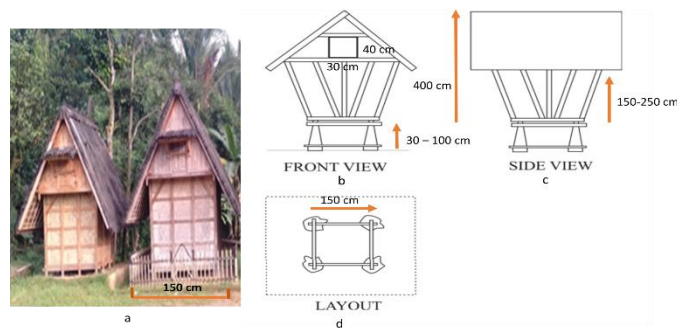 150 cm
a
40 cm
30 cm
400 cm
30 – 100 cm
FRONT VIEW
b
150-250 cm
SIDE VIEW
c
150 cm
LAYOUT
d